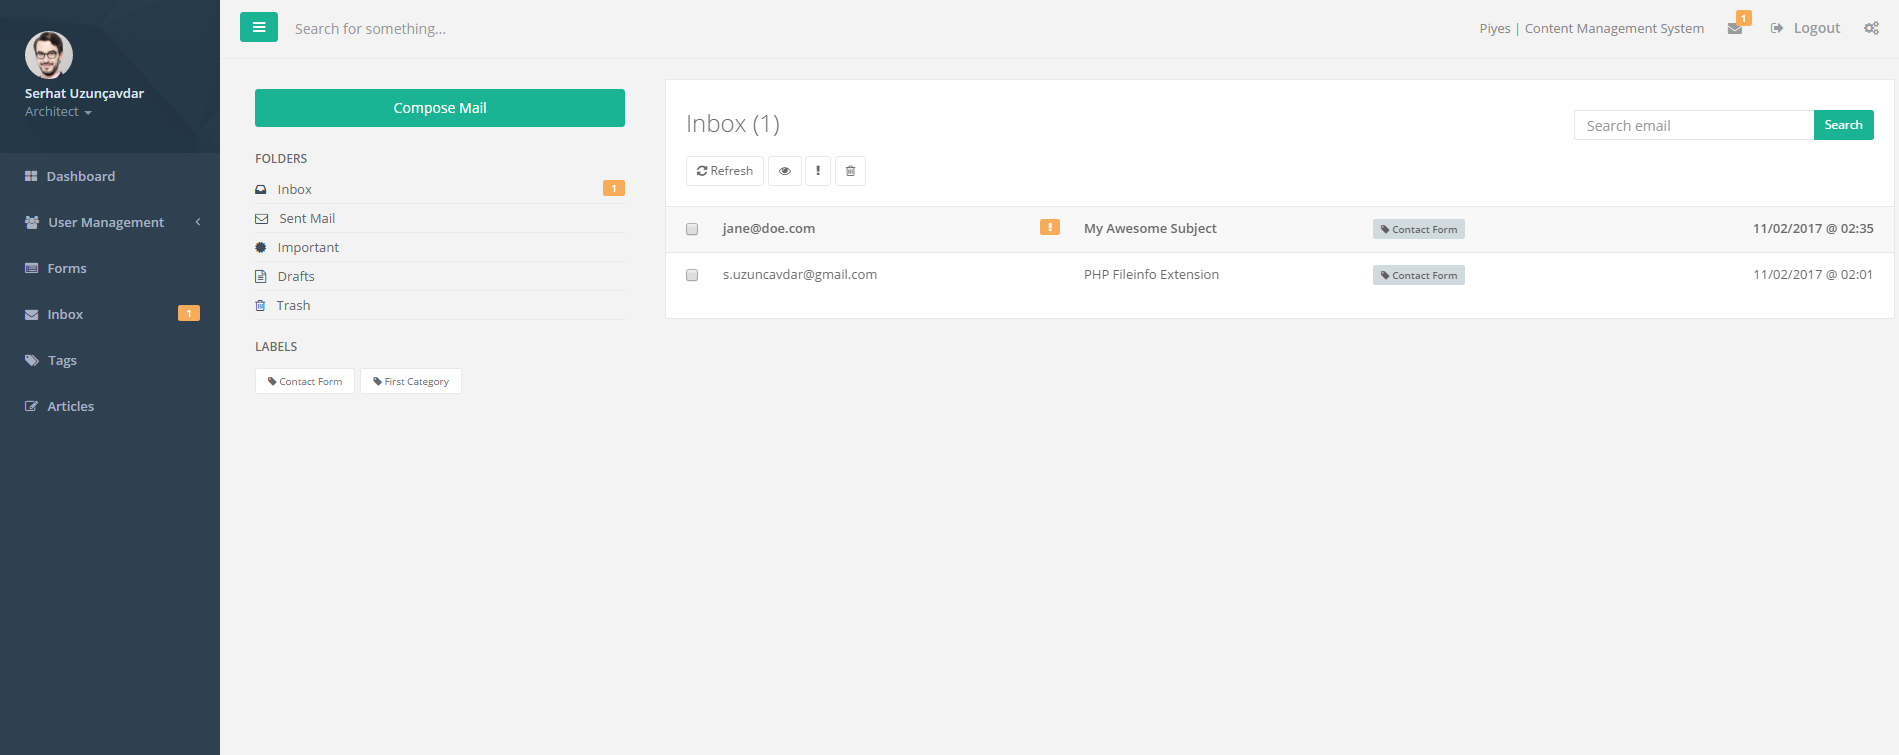 Serhat Uzunçavdar
Architect
Dashboard
User Management
Forms
Inbox 1
Tags
Articles
Search for something...
Piyes | Content Management System 1 Logout
Compose Mail
FOLDERS
Inbox 1
Sent Mail
Important
Drafts
Trash
LABELS
Contact Form First Category
Inbox (1)
Search email Search
Refresh !
jane@doe.com ! My Awesome Subject Contact Form 11/02/2017 @ 02:35
s.uzuncavdar@gmail.com PHP Fileinfo Extension Contact Form 11/02/2017 @ 02:01